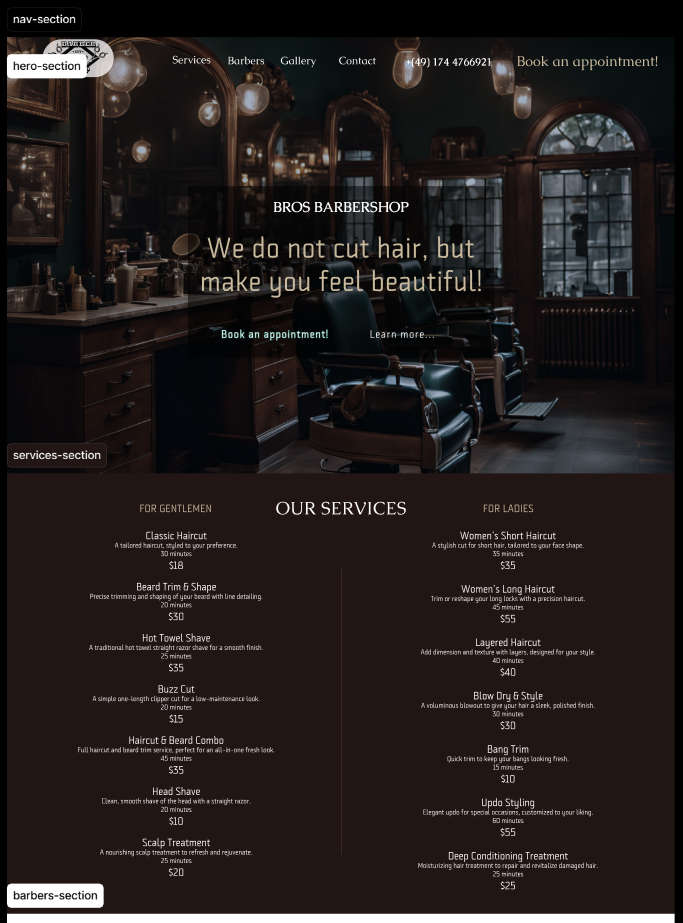 nav-section
hero-section
Services Barbers Gallery Contact +(49) 174 4766921 Book an appointment!
BROS BARBERSHOP
We do not cut hair, but
make you feel beautiful!
Book an appointment! Learn more...
services-section
OUR SERVICES
FOR GENTLEMEN
Classic Haircut
A tailored haircut, styled to your preference.
30 minutes
$18
Beard Trim & Shape
Precise trimming and shaping of your beard with line detailing.
20 minutes
$30
Hot Towel Shave
A traditional hot towel straight razor shave for a smooth finish.
25 minutes
$35
Buzz Cut
A simple one-length clipper cut for a low-maintenance look.
20 minutes
$15
Haircut & Beard Combo
Full haircut and beard trim service, perfect for an all-in-one fresh look.
45 minutes
$35
Head Shave
Clean, smooth shave of the head with a straight razor.
20 minutes
$10
Scalp Treatment
A nourishing scalp treatment to refresh and rejuvenate.
25 minutes
$20
FOR LADIES
Women's Short Haircut
A stylish cut for short hair, tailored to your face shape.
35 minutes
$35
Women's Long Haircut
Trim or reshape your long locks with a precision haircut.
45 minutes
$55
Layered Haircut
Add dimension and texture with layers, designed for your style.
40 minutes
$40
Blow Dry & Style
A voluminous blowout to give your hair a sleek, polished finish.
30 minutes
$30
Bang Trim
Quick trim to keep your bangs looking fresh.
15 minutes
$10
Updo Styling
Elegant updo for special occasions, customized to your liking.
60 minutes
$55
Deep Conditioning Treatment
Moisturizing hair treatment to repair and revitalize damaged hair.
25 minutes
$25
barbers-section